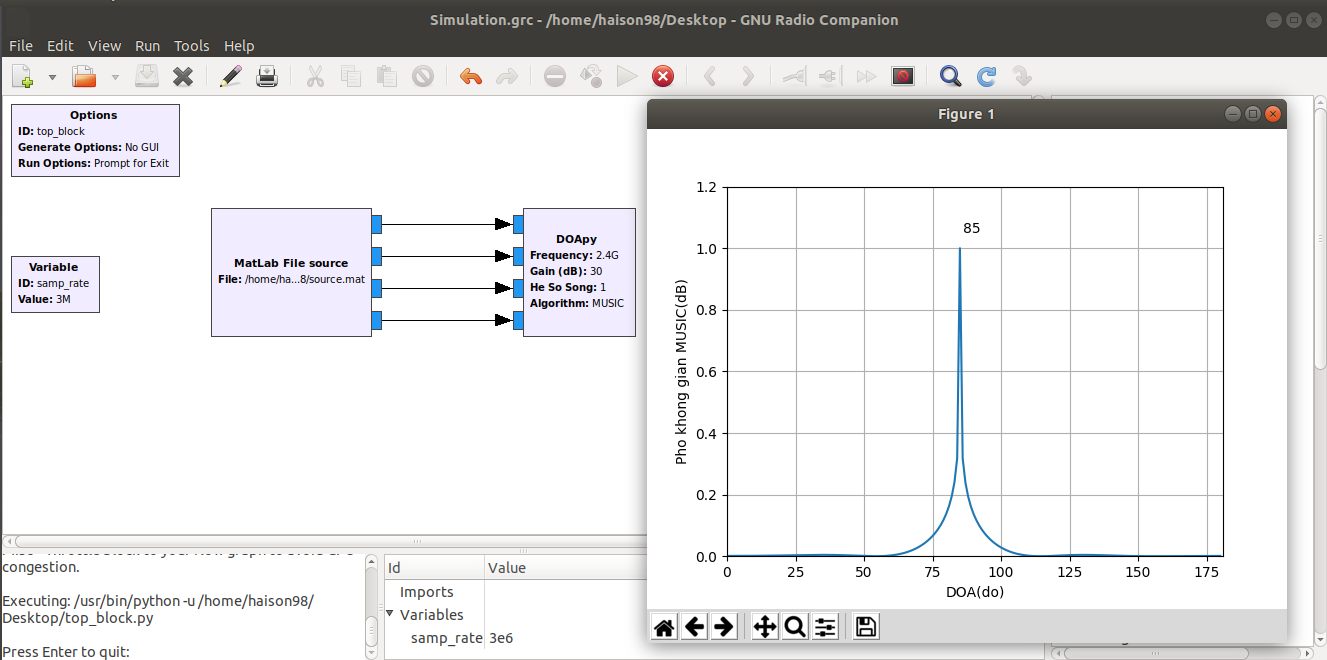 Simulation.grc - /home/haison98/Desktop - GNU Radio Companion
File Edit View Run Tools Help
Options
ID: top_block
Generate Options: No GUI
Run Options: Prompt for Exit
Variable
ID: samp_rate
Value: 3M
MatLab File source
File: /home/ha...8/source.mat
DOApy
Frequency: 2.4G
Gain (dB): 30
He So Song: 1
Algorithm: MUSIC
Figure 1
85
1.2
1.0
0.8
0.6
0.4
0.2
0.0
Pho khong gian MUSIC(dB)
0 25 50 75 100 125 150 175
DOA(do)
congestion.
Executing: /usr/bin/python -u /home/haison98/
Desktop/top_block.py
Press Enter to quit:
Id Value
Imports
Variables
samp_rate 3e6